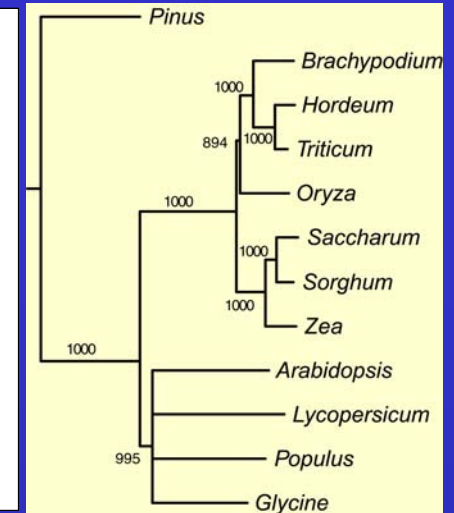 Pinus
Brachypodium
1000
Hordeum
1000
894
Triticum
Oryza
1000
Saccharum
1000
Sorghum
1000
Zea
1000
Arabidopsis
Lycopersicum
995
Populus
Glycine